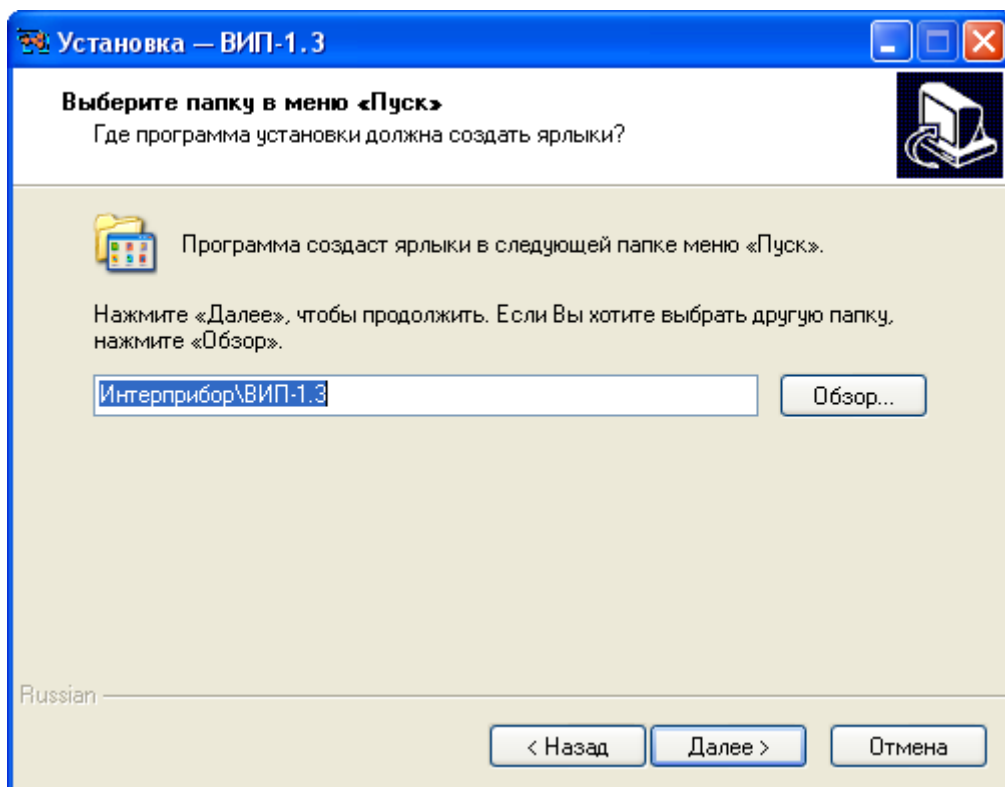 Установка — ВИП-1.3
Выберите папку в меню «Пуск»
Где программа установки должна создать ярлыки?
Программа создаст ярлыки в следующей папке меню «Пуск».
Нажмите «Далее», чтобы продолжить. Если Вы хотите выбрать другую папку,
нажмите «Обзор».
Интерприбор\ВИП-1.3
Обзор...
Russian
< Назад
Далее >
Отмена